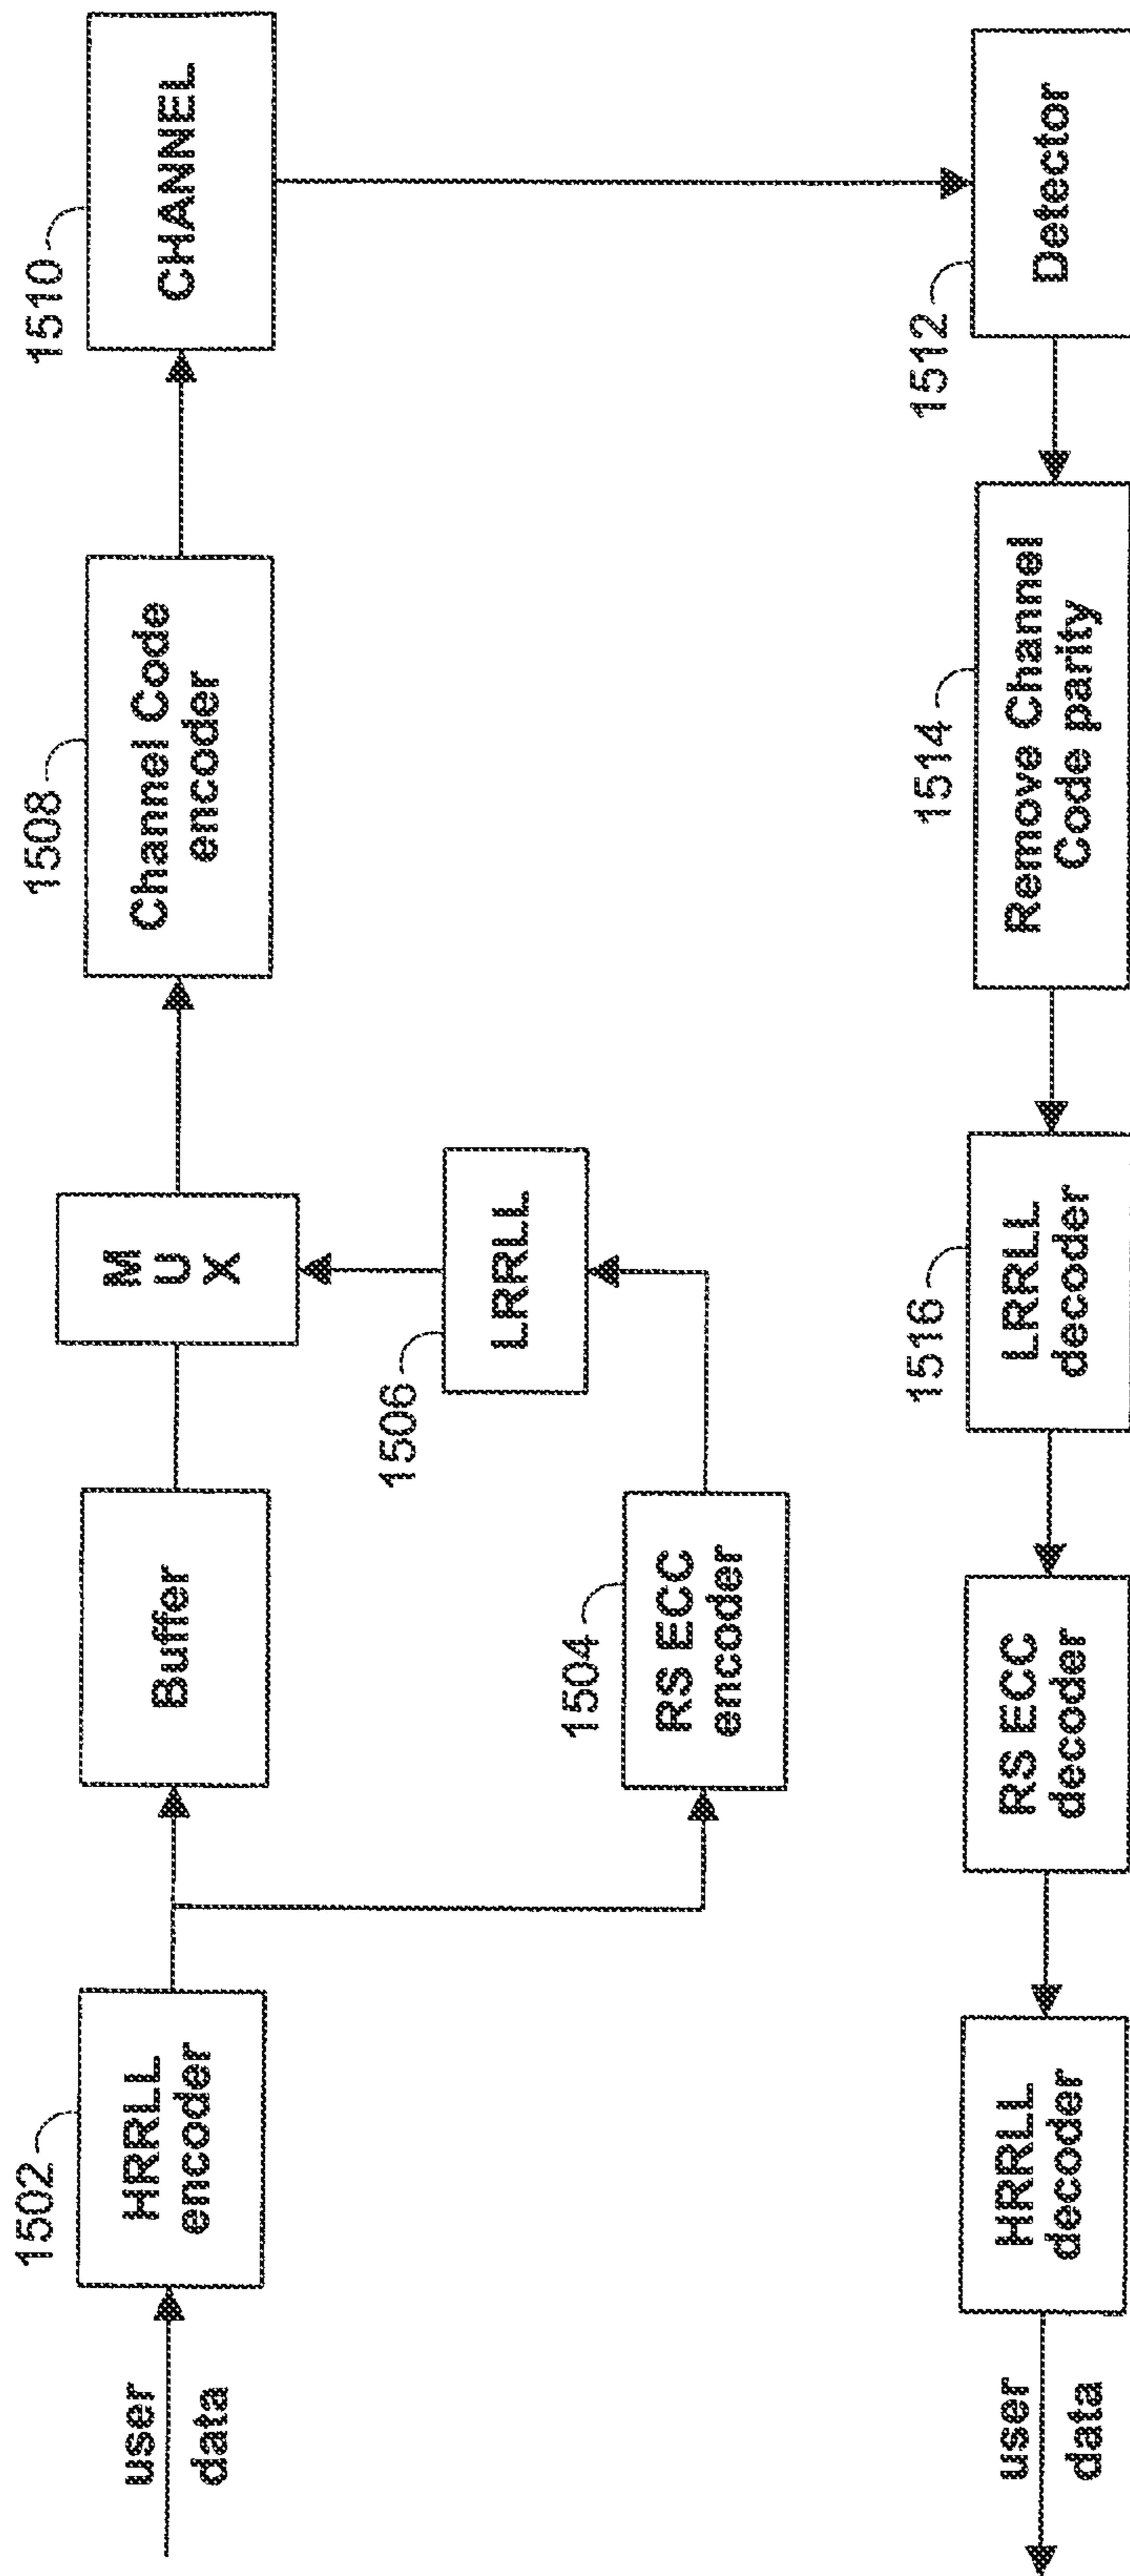 user
data
1502
HRRLL
encoder
Buffer
1504
RS ECC
encoder
1506
LRRLL
M
U
X
1508
Channel Code
encoder
1510
CHANNEL
1512
Detector
1514
Remove Channel
Code parity
1516
LRRLL
decoder
RS ECC
decoder
HRRLL
decoder
user
data